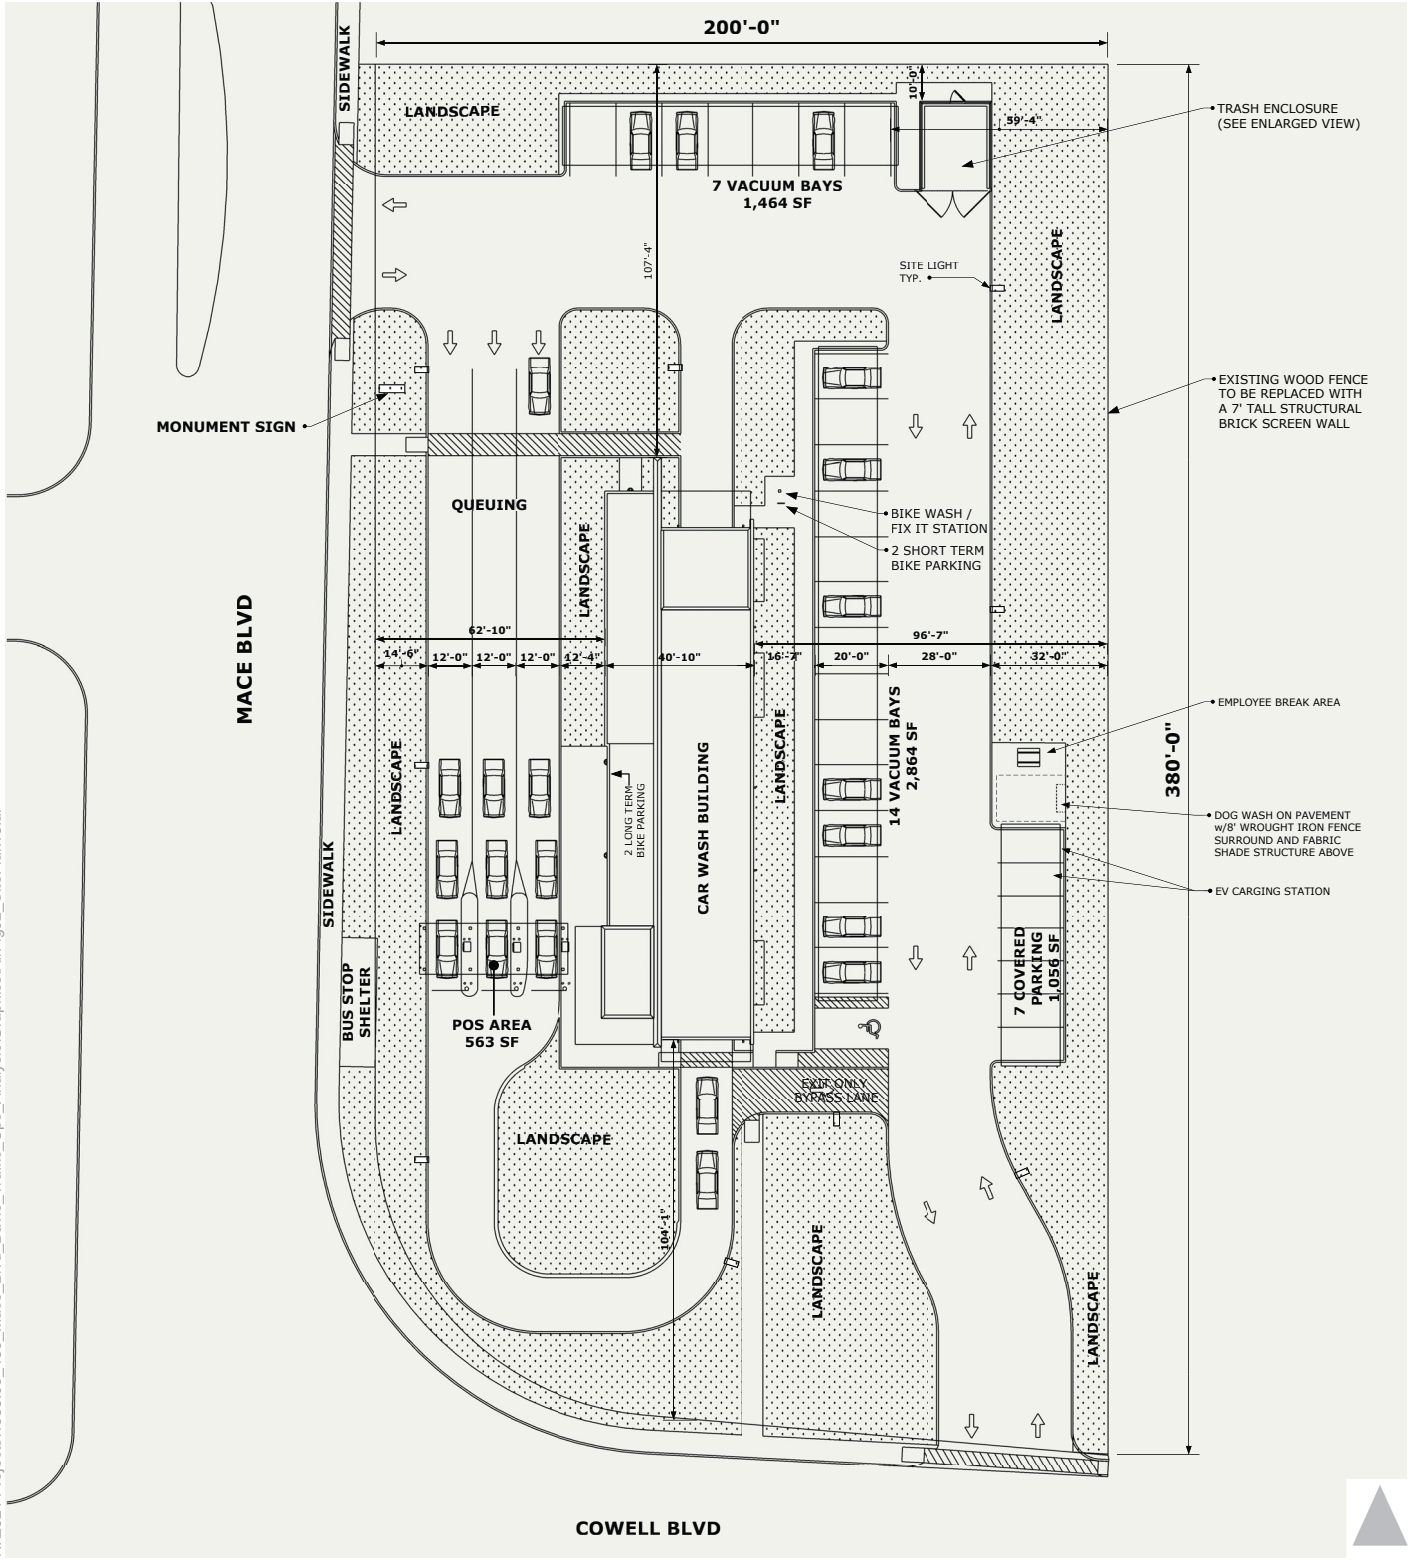 200'-0"
SIDEWALK
LANDSCAPE
10'-0"
59'-4"
TRASH ENCLOSURE
(SEE ENLARGED VIEW)
7 VACUUM BAYS
1,464 SF
107'-4"
SITE LIGHT
TYP.
LANDSCAPE
MONUMENT SIGN
EXISTING WOOD FENCE
TO BE REPLACED WITH
A 7' TALL STRUCTURAL
BRICK SCREEN WALL
QUEUING
BIKE WASH /
FIX IT STATION
2 SHORT TERM
BIKE PARKING
LANDSCAPE
MACE BLVD
62'-10"
96'-7"
14'-6"
12'-0"
12'-0"
12'-0"
12'-4"
40'-10"
16'-7"
20'-0"
28'-0"
32'-0"
EMPLOYEE BREAK AREA
380'-0"
LANDSCAPE
2 LONG TERM
BIKE PARKING
CAR WASH BUILDING
LANDSCAPE
14 VACUUM BAYS
2,864 SF
DOG WASH ON PAVEMENT
w/8' WROUGHT IRON FENCE
SURROUND AND FABRIC
SHADE STRUCTURE ABOVE
SIDEWALK
EV CARGING STATION
7 COVERED
PARKING
1,056 SF
BUS STOP
SHELTER
POS AREA
563 SF
EXIT ONLY
BYPASS LANE
LANDSCAPE
104'-1"
LANDSCAPE
LANDSCAPE
COWELL BLVD